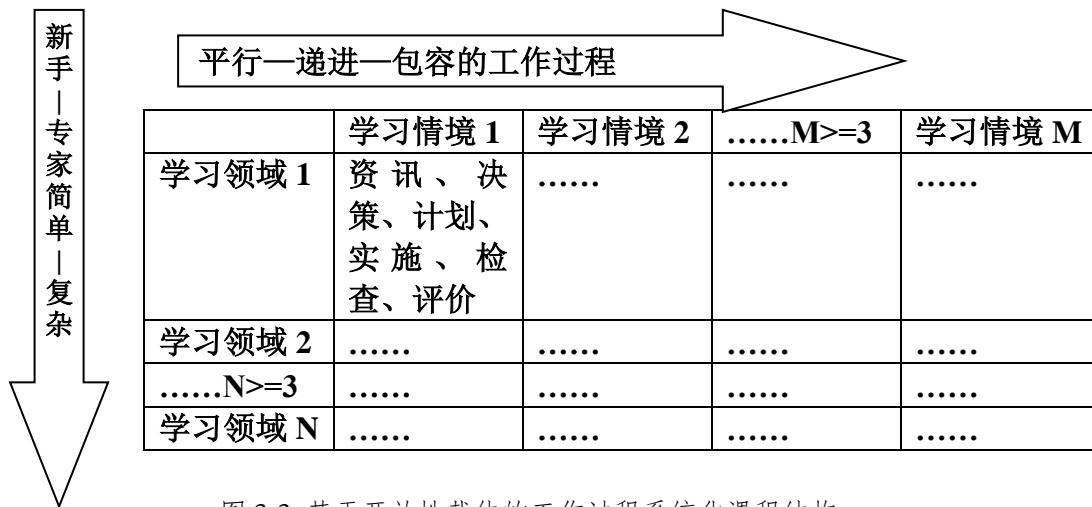 新手—专家简单—复杂
平行—递进—包容的工作过程
学习情境 1 学习情境 2 ……M>=3 学习情境 M
学习领域 1 资讯、决 …… …… ……
策、计划、
实施、检
查、评价
学习领域 2 …… …… …… ……
……N>=3 …… …… …… ……
学习领域 N …… …… …… ……